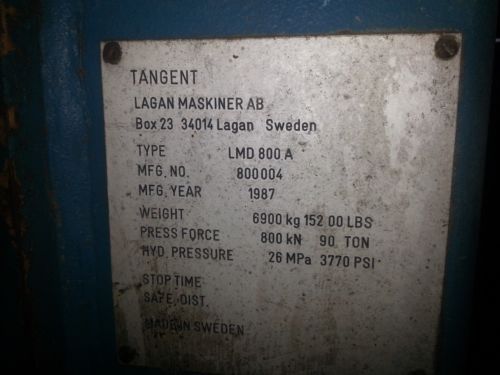 TANGENT
LAGAN MASKINER AB
Box 23 34014 Lagan Sweden
TYPE LMD 800 A
MFG. NO. 800004
MFG. YEAR 1987
WEIGHT 6900 kg 152 00 LBS
PRESS FORCE 800 kN 90 TON
HYD. PRESSURE 26 MPa 3770 PSI
STOP TIME
SAFE. DIST.
MADE IN SWEDEN